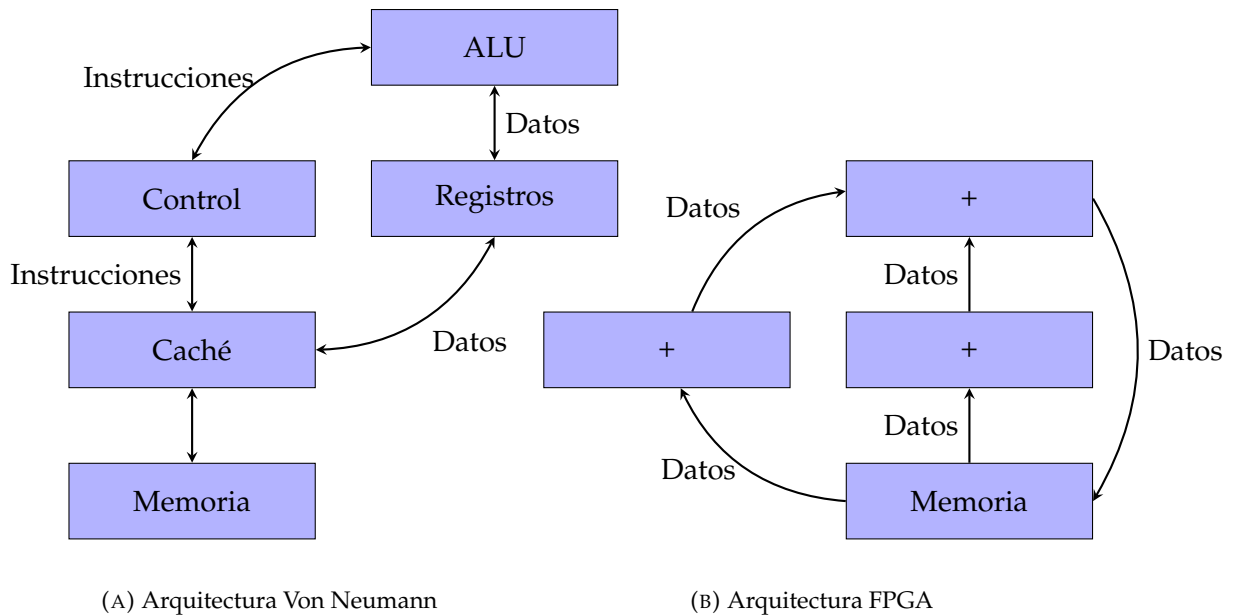 ALU
Instrucciones
Datos
Control
Registros
Instrucciones
Caché
Datos
Memoria
(A) Arquitectura Von Neumann
+
Datos
Datos
+
+
Datos
Datos
Datos
Memoria
(B) Arquitectura FPGA